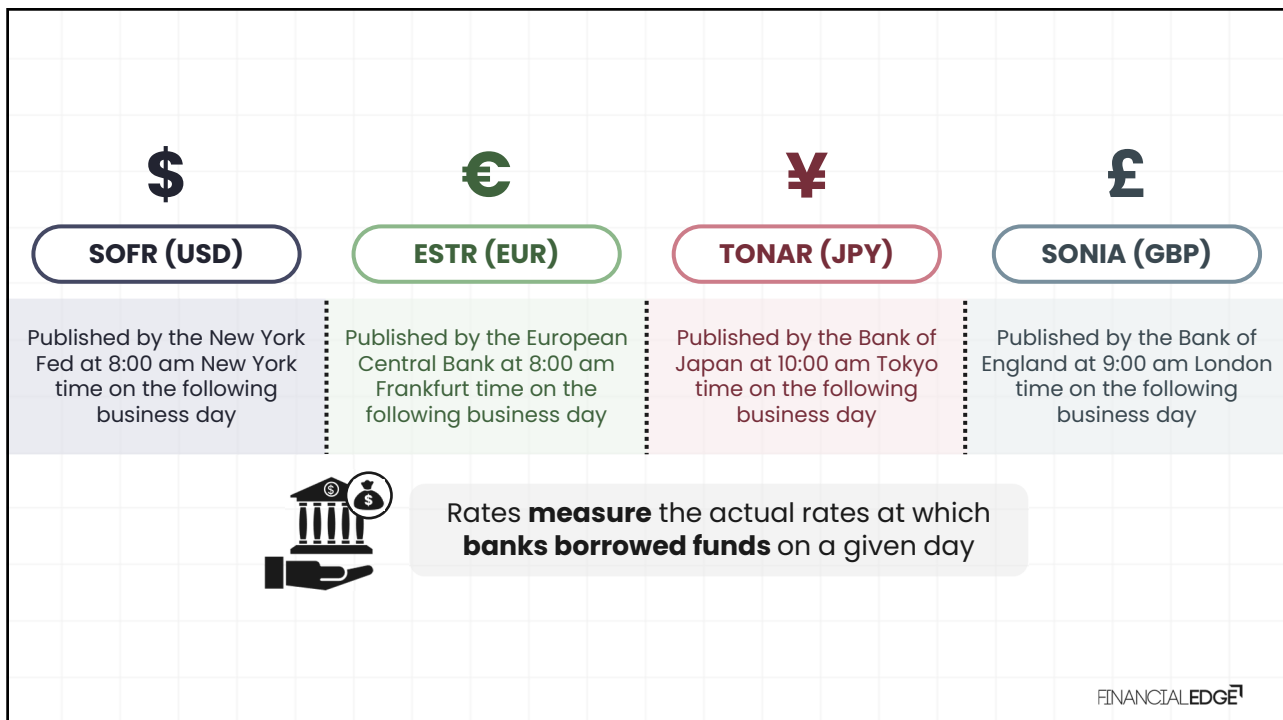 $
€
¥
£
SOFR (USD)
ESTR (EUR)
TONAR (JPY)
SONIA (GBP)
Published by the New York
Fed at 8:00 am New York
time on the following
business day
Published by the European
Central Bank at 8:00 am
Frankfurt time on the
following business day
Published by the Bank of
Japan at 10:00 am Tokyo
time on the following
business day
Published by the Bank of
England at 9:00 am London
time on the following
business day
$
$
Rates measure the actual rates at which
banks borrowed funds on a given day
FINANCIALEDGE